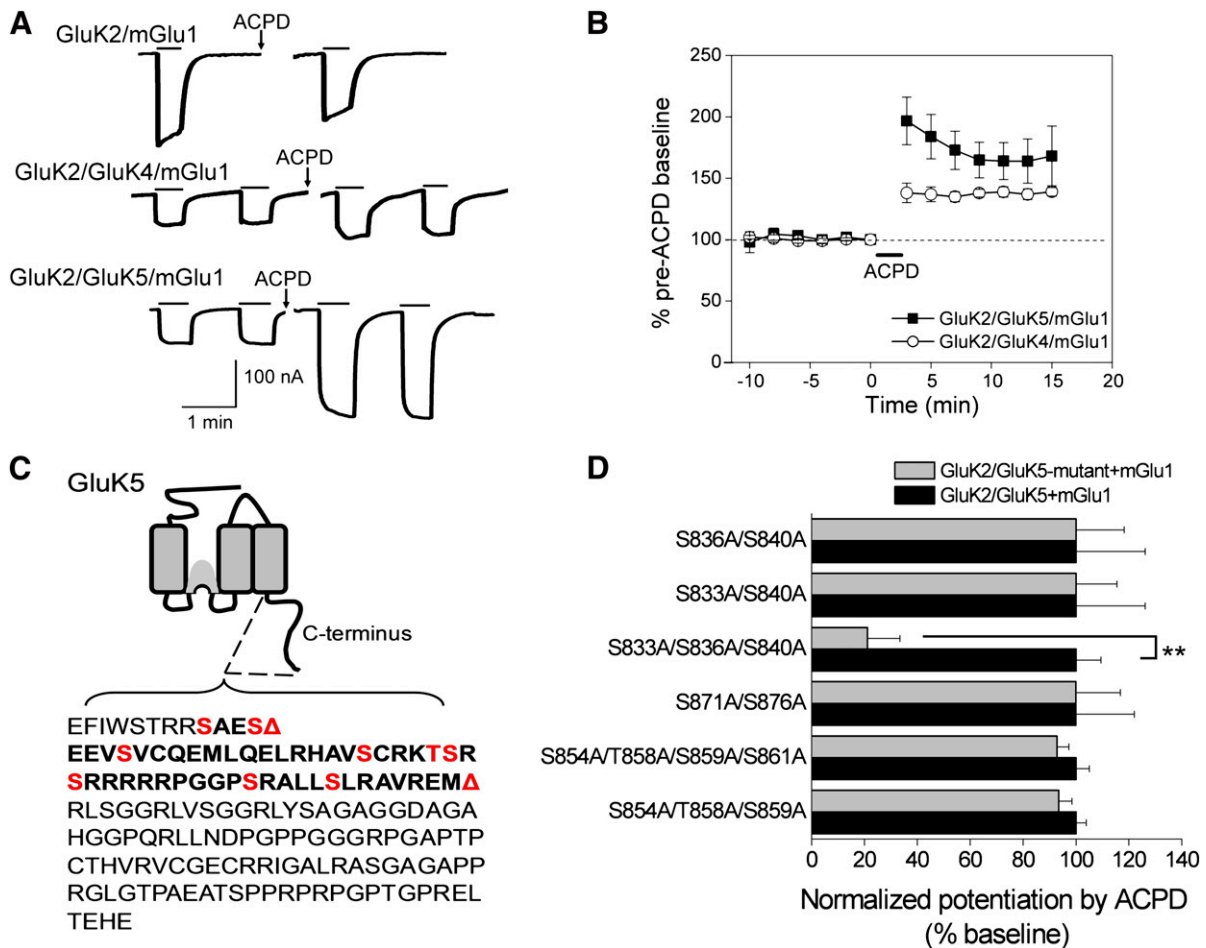 A
GluK2/mGlu1
ACPD
GluK2/GluK4/mGlu1
ACPD
GluK2/GluK5/mGlu1
ACPD
100 nA
1 min
B
% pre-ACPD baseline
250
200
150
100
50
0
ACPD
GluK2/GluK5/mGlu1
GluK2/GluK4/mGlu1
-10
-5
0
5
10
15
20
Time (min)
C
GluK5
C-terminus
EFIWSTRRSAESΔ
EEVSVCQEMLQELRHAVSCRKTSR
SRRRRRPGGPSRALLSLRAVREMΔ
RLSGGRLVSGGRLYSAGAGGDAGA
HGGPQRLLNDPGPPGGGRPGAPTP
CTHVRVCGECRRIGALRASGAGAPP
RGLGTPAEATSPPRPRPGPTGPREL
TEHE
D
GluK2/GluK5-mutant+mGlu1
GluK2/GluK5+mGlu1
S836A/S840A
S833A/S840A
S833A/S836A/S840A
**
S871A/S876A
S854A/T858A/S859A/S861A
S854A/T858A/S859A
0
20
40
60
80
100
120
140
Normalized potentiation by ACPD
(% baseline)